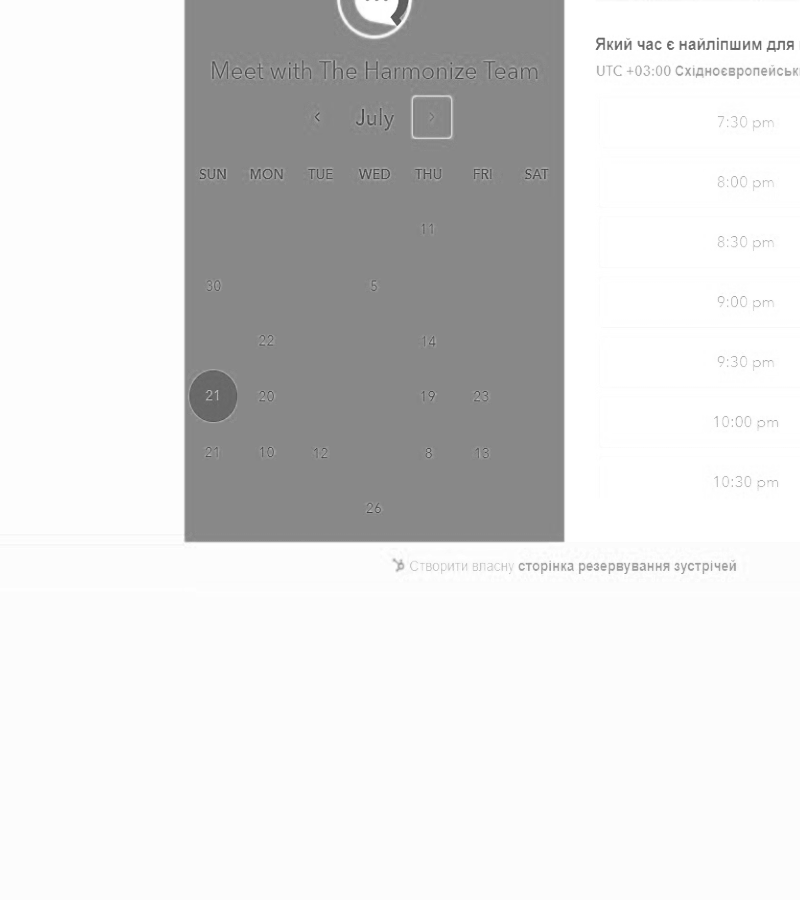 Meet with The Harmonize Team
July
SUN MON TUE WED THU FRI SAT
11
30 5
22 14
21 20 19 23
21 10 12 8 13
26
Який час є найліпшим для
UTC +03:00
7:30 pm
8:00 pm
8:30 pm
9:00 pm
9:30 pm
10:00 pm
10:30 pm
Створити власну сторінка резервування зустрічей